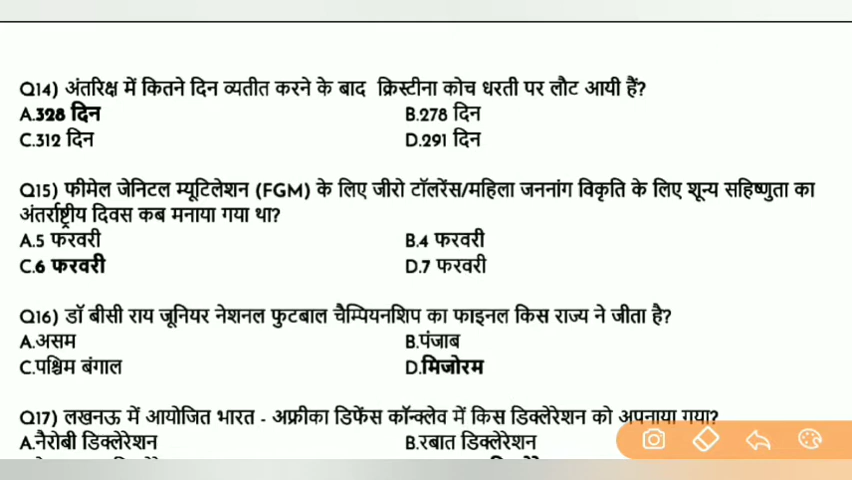 Q14) अंतरिक्ष में कितने दिन व्यतीत करने के बाद क्रिस्टीना कोच धरती पर लौट आयी हैं?
A.328 दिन B.278 दिन
C.312 दिन D.291 दिन
Q15) फीमेल जेनिटल म्यूटिलेशन (FGM) के लिए जीरो टॉलरेंस/महिला जननांग विकृति के लिए शून्य सहिष्णुता का
अंतर्राष्ट्रीय दिवस कब मनाया गया था?
A.5 फरवरी B.4 फरवरी
C.6 फरवरी D.7 फरवरी
Q16) डॉ बीसी राय जूनियर नेशनल फुटबाल चैम्पियनशिप का फाइनल किस राज्य ने जीता है?
A.असम B.पंजाब
C.पश्चिम बंगाल D.मिजोरम
Q17) लखनऊ में आयोजित भारत - अफ्रीका डिफेंस कॉन्क्लेव में किस डिक्लेरेशन को अपनाया गया?
A.नैरोबी डिक्लेरेशन B.रबात डिक्लेरेशन